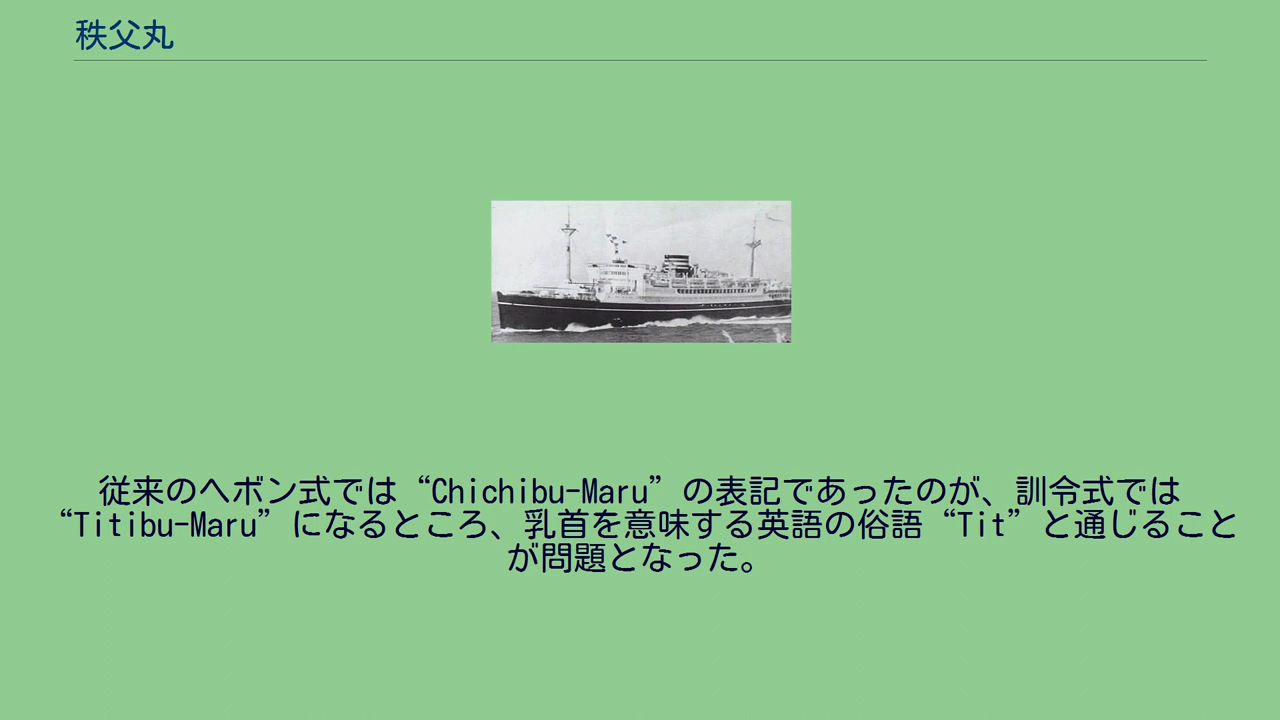 秩父丸
従来のヘボン式では“Chichibu-Maru”の表記であったのが、訓令式では
“Titibu-Maru”になるところ、乳首を意味する英語の俗語“Tit”と通じること
が問題となった。